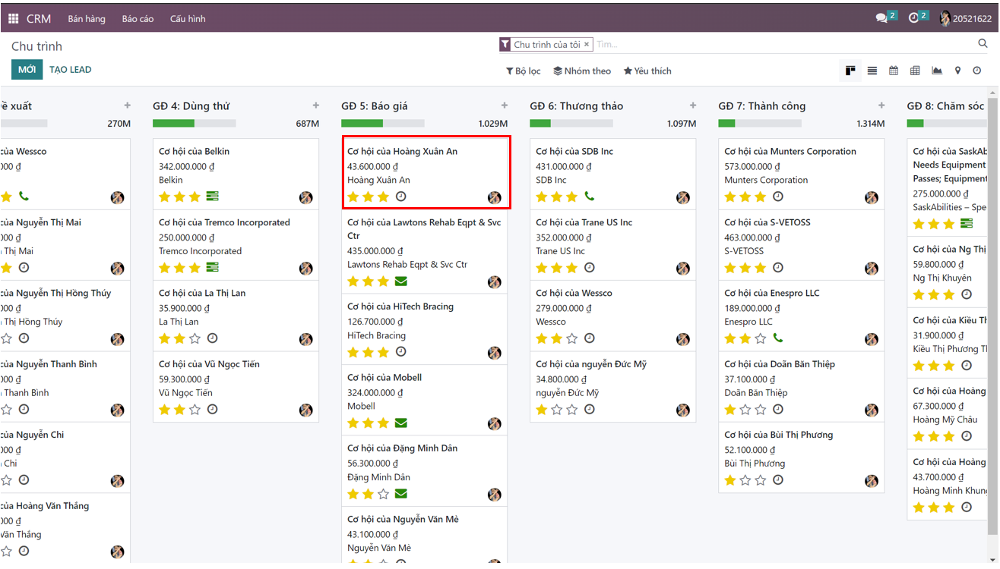 CRM Bán hàng Báo cáo Cấu hình 2 2 20521622
Chu trình
Chu trình của tôi × Tìm...
MỚI TẠO LEAD
Bộ lọc Nhóm theo Yêu thích
ề xuất +
270M
của Wessco
000 ₫
của Nguyễn Thị Mai
00 ₫
Thị Mai
của Nguyễn Thị Hồng Thúy
000 ₫
Thị Hồng Thúy
của Nguyễn Thanh Bình
00 ₫
Thanh Bình
của Nguyễn Chi
00 ₫
Chi
của Hoàng Văn Thắng
00 ₫
Văn Thắng
GĐ 4: Dùng thử +
687M
Cơ hội của Belkin
342.000.000 ₫
Belkin
Cơ hội của Tremco Incorporated
250.000.000 ₫
Tremco Incorporated
Cơ hội của La Thị Lan
35.900.000 ₫
La Thị Lan
Cơ hội của Vũ Ngọc Tiến
59.300.000 ₫
Vũ Ngọc Tiến
GĐ 5: Báo giá +
1.029M
Cơ hội của Hoàng Xuân An
43.600.000 ₫
Hoàng Xuân An
Cơ hội của Lawtons Rehab Eqpt & Svc
Ctr
435.000.000 ₫
Lawtons Rehab Eqpt & Svc Ctr
Cơ hội của HiTech Bracing
126.700.000 ₫
HiTech Bracing
Cơ hội của Mobell
324.000.000 ₫
Mobell
Cơ hội của Đặng Minh Dân
56.300.000 ₫
Đặng Minh Dân
Cơ hội của Nguyễn Văn Mè
43.100.000 ₫
Nguyễn Văn Mè
GĐ 6: Thương thảo +
1.097M
Cơ hội của SDB Inc
431.000.000 ₫
SDB Inc
Cơ hội của Trane US Inc
352.000.000 ₫
Trane US Inc
Cơ hội của Wessco
279.000.000 ₫
Wessco
Cơ hội của nguyễn Đức Mỹ
34.800.000 ₫
nguyễn Đức Mỹ
GĐ 7: Thành công +
1.314M
Cơ hội của Munters Corporation
573.000.000 ₫
Munters Corporation
Cơ hội của S-VETOSS
463.000.000 ₫
S-VETOSS
Cơ hội của Enespro LLC
189.000.000 ₫
Enespro LLC
Cơ hội của Doãn Băn Thiệp
37.100.000 ₫
Doãn Băn Thiệp
Cơ hội của Bùi Thị Phương
52.100.000 ₫
Bùi Thị Phương
GĐ 8: Chăm sóc
Cơ hội của SaskAb
Needs Equipment
Passes; Equipment
275.000.000 ₫
SaskAbilities – Spe
Cơ hội của Ng Thị
59.800.000 ₫
Ng Thị Khuyên
Cơ hội của Kiều Th
31.900.000 ₫
Kiều Thị Phương T
Cơ hội của Hoàng
67.300.000 ₫
Hoàng Mỹ Châu
Cơ hội của Hoàng
43.700.000 ₫
Hoàng Minh Khung